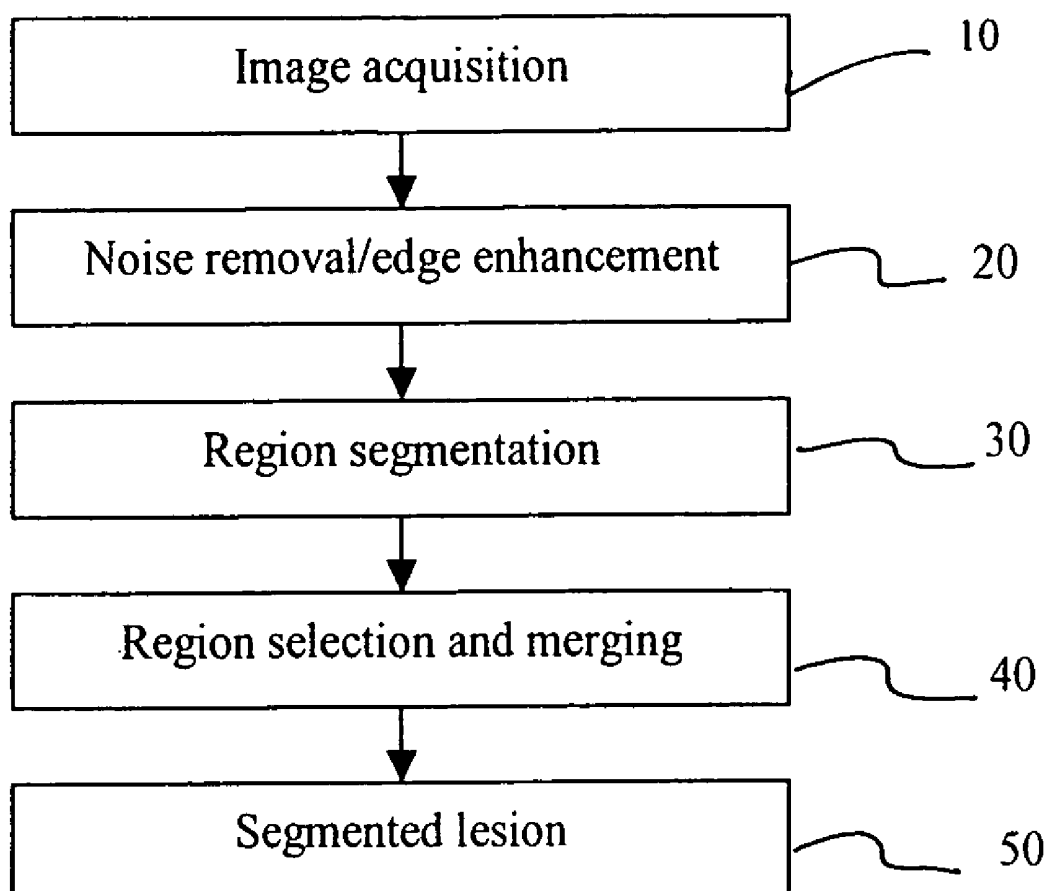 Image acquisition
10
Noise removal/edge enhancement
20
Region segmentation
30
Region selection and merging
40
Segmented lesion
50